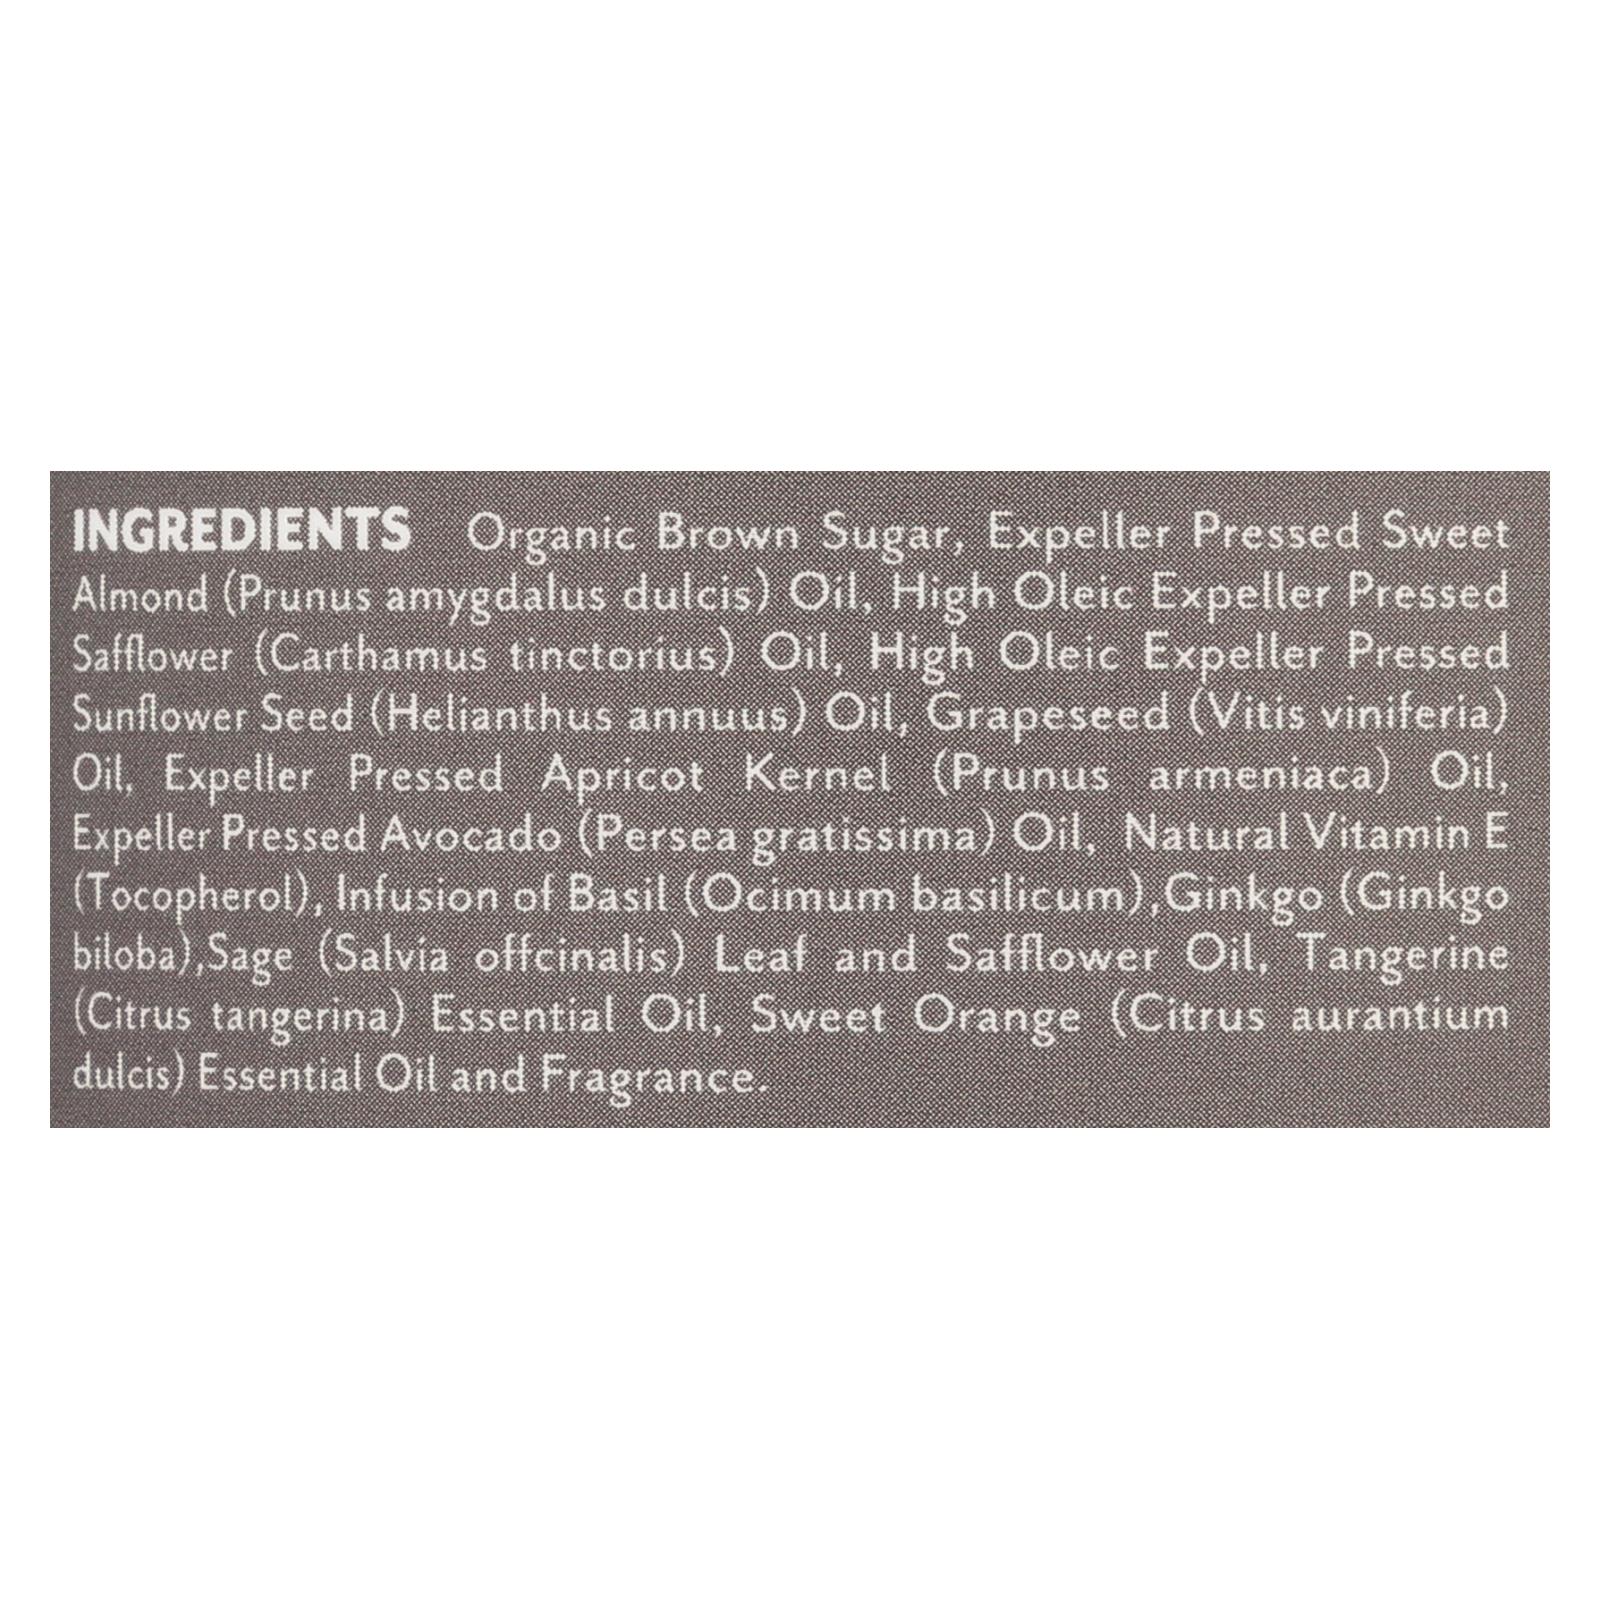 INGREDIENTS Organic Brown Sugar, Expeller Pressed Sweet
Almond (Prunus amygdalus dulcis) Oil, High Oleic Expeller Pressed
Safflower (Carthamus tinctorius) Oil, High Oleic Expeller Pressed
Sunflower Seed (Helianthus annuus) Oil, Grapeseed (Vitis viniferia)
Oil, Expeller Pressed Apricot Kernel (Prunus armeniaca) Oil,
Expeller Pressed Avocado (Persea gratissima) Oil, Natural Vitamin E
(Tocopherol), Infusion of Basil (Ocimum basilicum),Ginkgo (Ginkgo
biloba),Sage (Salvia offcinalis) Leaf and Safflower Oil, Tangerine
(Citrus tangerina) Essential Oil, Sweet Orange (Citrus aurantium
dulcis) Essential Oil and Fragrance.